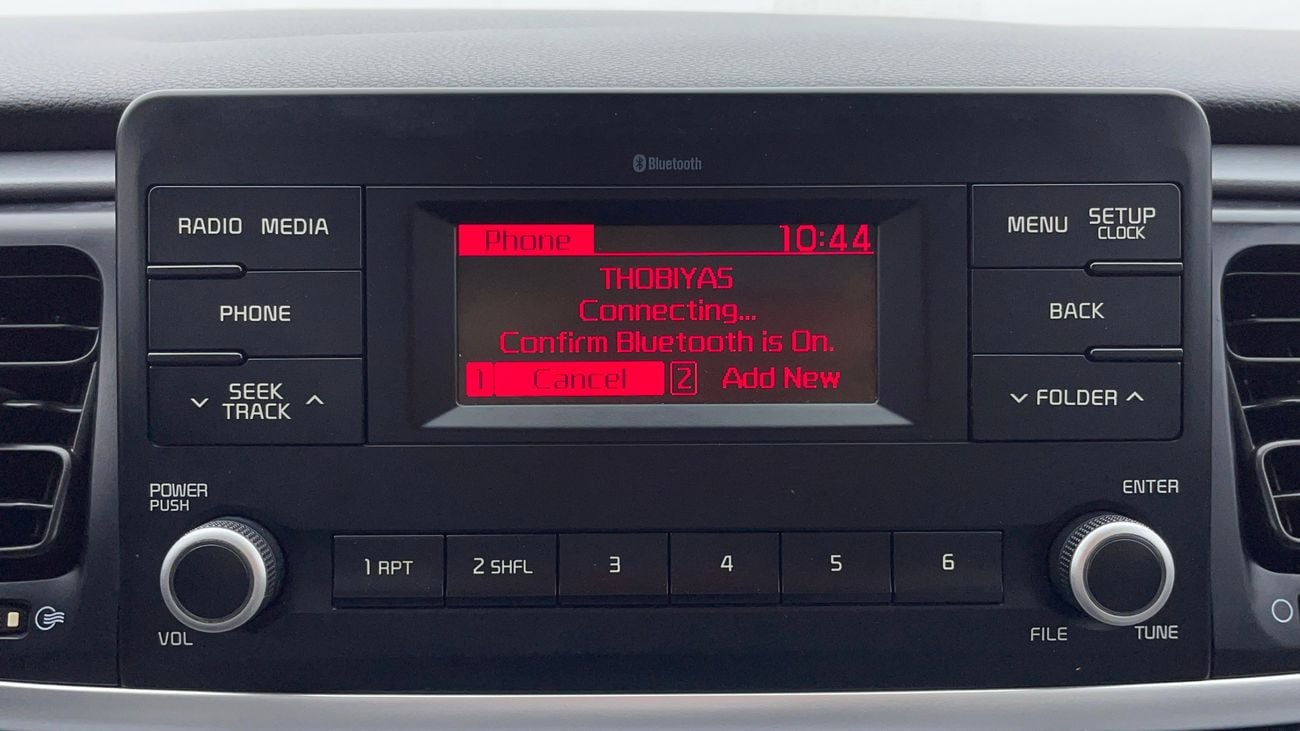 Bluetooth
RADIO MEDIA
PHONE
SEEK
TRACK
Phone 10:44
THOBIYAS
Connecting...
Confirm Bluetooth is On.
1 Cancel 2 Add New
MENU SETUP
CLOCK
BACK
FOLDER
POWER
PUSH
VOL
1 RPT
2 SHFL
3
4
5
6
ENTER
FILE
TUNE